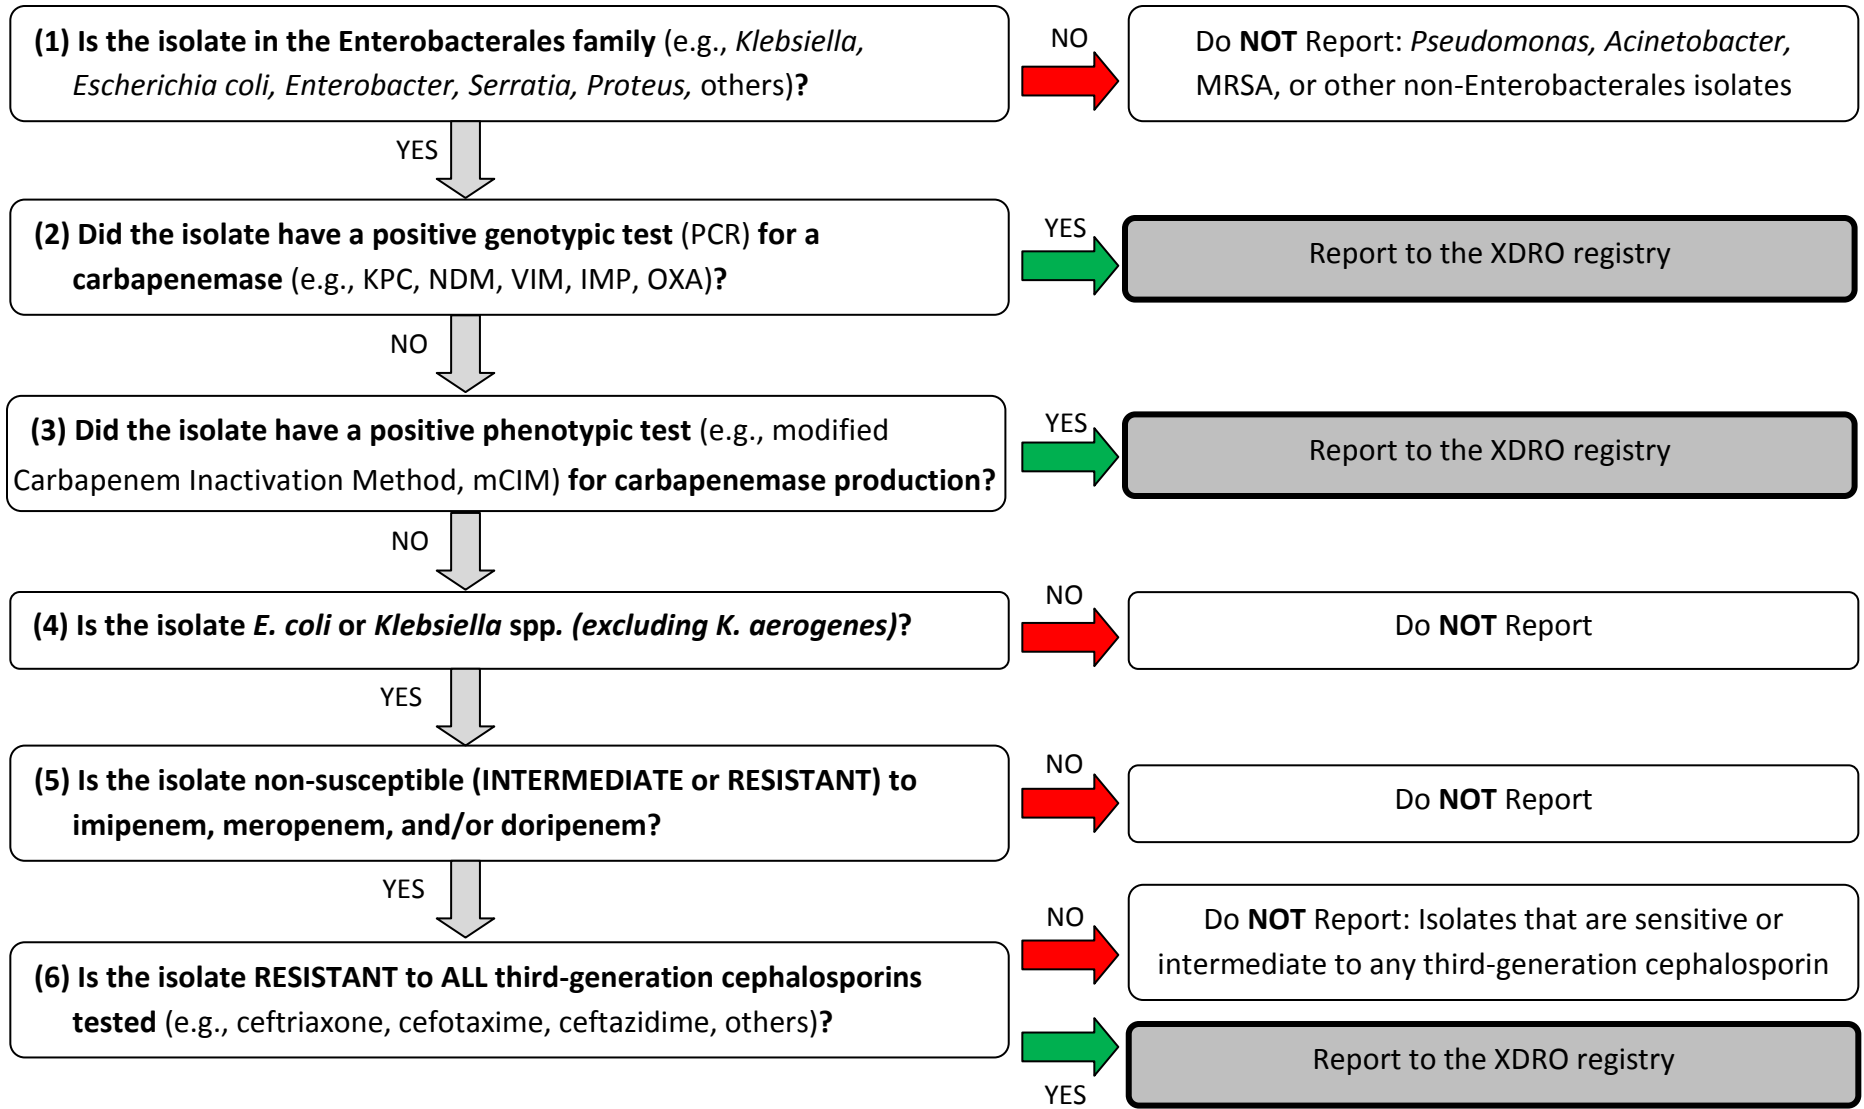 (1) Is the isolate in the Enterobacterales family (e.g., Klebsiella,
Escherichia coli, Enterobacter, Serratia, Proteus, others)?
NO
Do NOT Report: Pseudomonas, Acinetobacter,
MRSA, or other non-Enterobacterales isolates
YES
(2) Did the isolate have a positive genotypic test (PCR) for a
carbapenemase (e.g., KPC, NDM, VIM, IMP, OXA)?
YES
Report to the XDRO registry
NO
(3) Did the isolate have a positive phenotypic test (e.g., modified
Carbapenem Inactivation Method, mCIM) for carbapenemase production?
YES
Report to the XDRO registry
NO
(4) Is the isolate E. coli or Klebsiella spp. (excluding K. aerogenes)?
NO
Do NOT Report
YES
(5) Is the isolate non-susceptible (INTERMEDIATE or RESISTANT) to
imipenem, meropenem, and/or doripenem?
NO
Do NOT Report
YES
(6) Is the isolate RESISTANT to ALL third-generation cephalosporins
tested (e.g., ceftriaxone, cefotaxime, ceftazidime, others)?
NO
Do NOT Report: Isolates that are sensitive or
intermediate to any third-generation cephalosporin
YES
Report to the XDRO registry